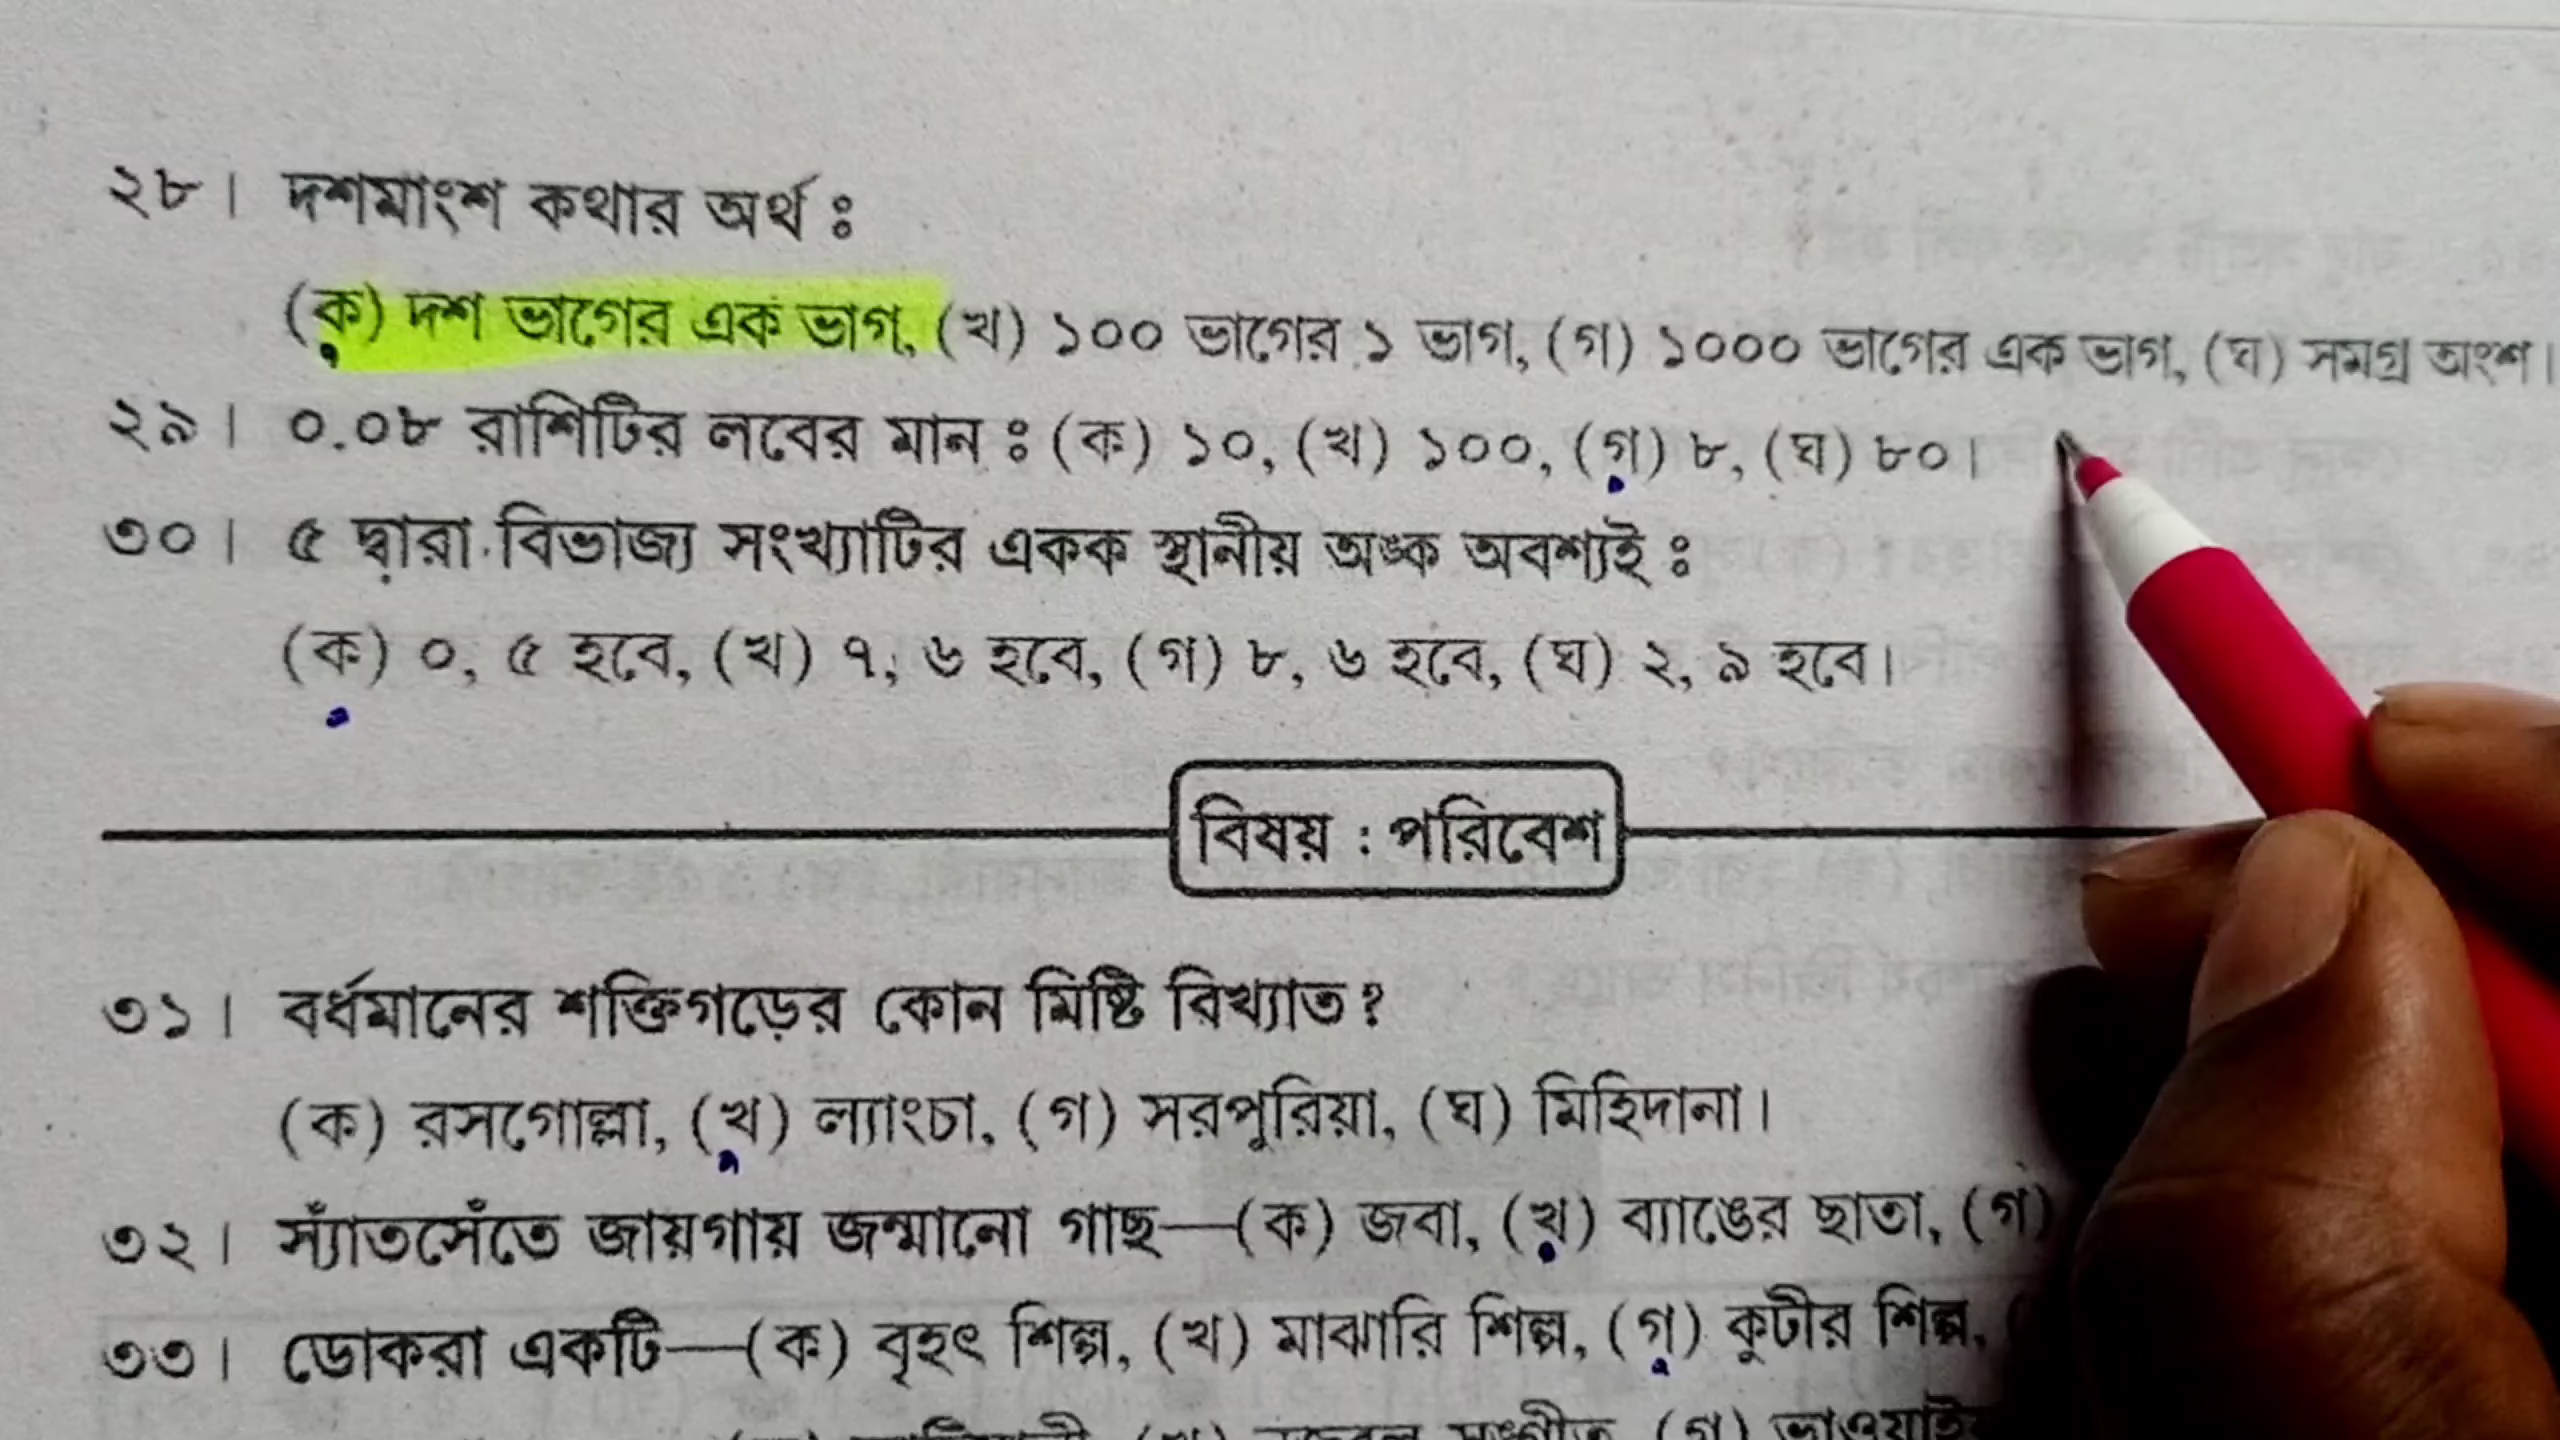 ২৮। দশমাংশ কথার অর্থ ঃ
(ক) দশ ভাগের এক ভাগ, (খ) ১০০ ভাগের ১ ভাগ, (গ) ১০০০ ভাগের এক ভাগ, (ঘ) সমগ্র অংশ।
২৯। ০.০৮ রাশিটির লবের মান ঃ (ক) ১০, (খ) ১০০, (গ) ৮, (ঘ) ৮০।
৩০। ৫ দ্বারা বিভাজ্য সংখ্যাটির একক স্থানীয় অঙ্ক অবশ্যই ঃ
(ক) ০, ৫ হবে, (খ) ৭, ৬ হবে, (গ) ৮, ৬ হবে, (ঘ) ২, ৯ হবে।
বিষয় : পরিবেশ
৩১। বর্ধমানের শক্তিগড়ের কোন মিষ্টি বিখ্যাত?
(ক) রসগোল্লা, (খ) ল্যাংচা, (গ) সরপুরিয়া, (ঘ) মিহিদানা।
৩২। স্যাঁতসেঁতে জায়গায় জন্মানো গাছ—(ক) জবা, (খ) ব্যাঙের ছাতা, (গ)
৩৩। ডোকরা একটি—(ক) বৃহৎ শিল্প, (খ) মাঝারি শিল্প, (গ) কুটীর শিল্প,